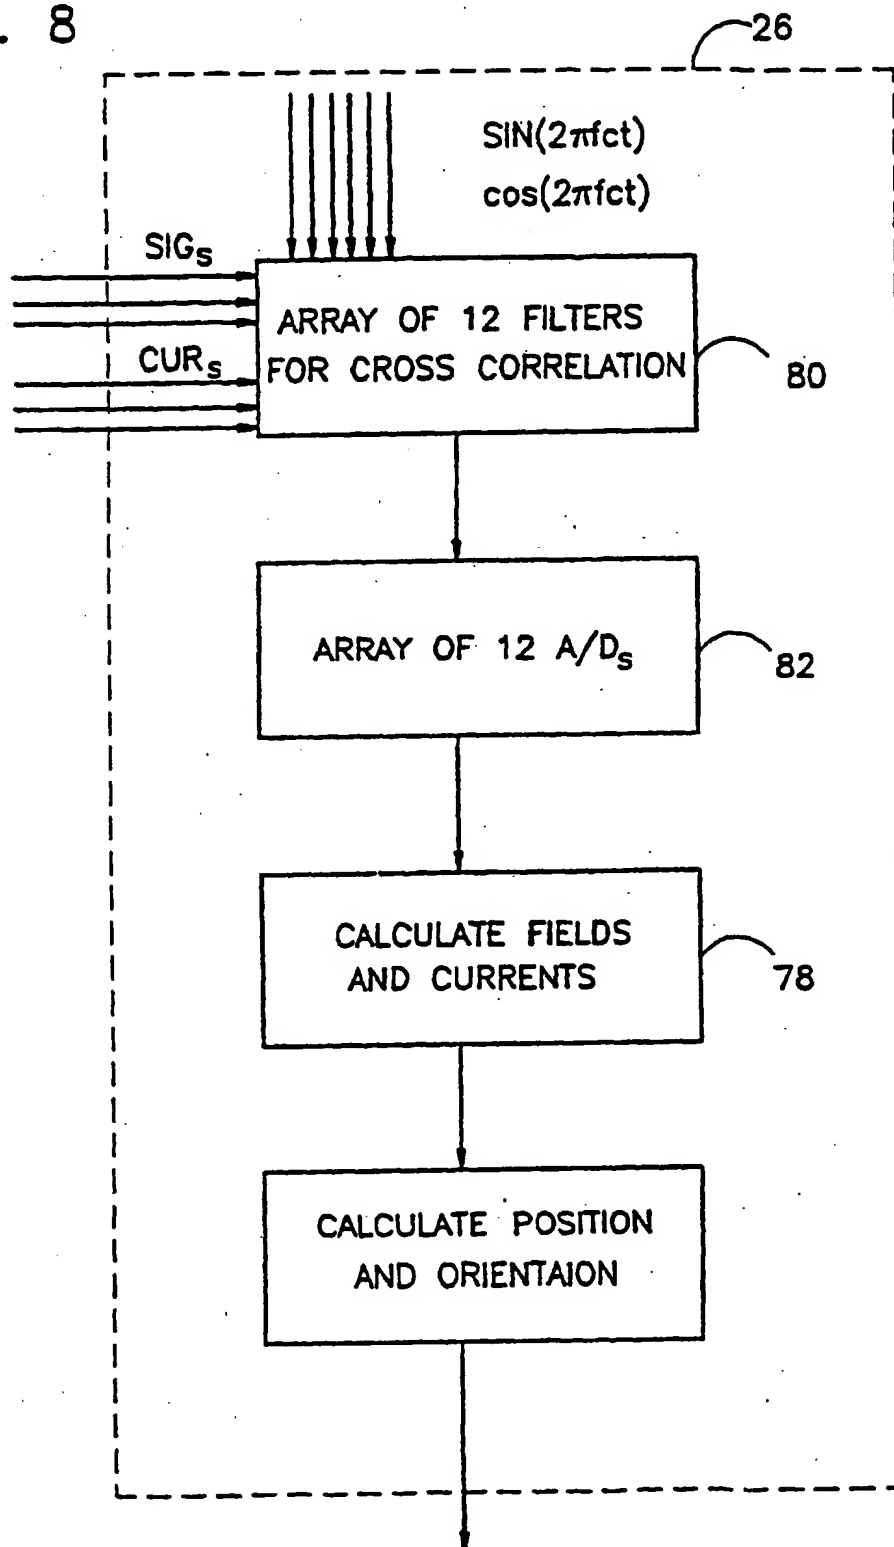 . 8
26
SIN(2πfct)
cos(2πfct)
SIGs
ARRAY OF 12 FILTERS
FOR CROSS CORRELATION
CURs
80
ARRAY OF 12 A/Ds
82
CALCULATE FIELDS
AND CURRENTS
78
CALCULATE POSITION
AND ORIENTAION